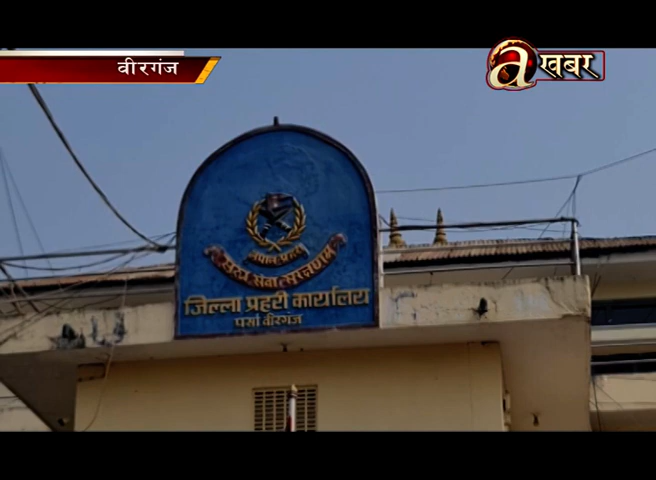 वीरगंज
a खबर
नेपाल प्रहरी
सत्य सेवा सुरक्षणम्
जिल्ला प्रहरी कार्यालय
पर्सा वीरगंज